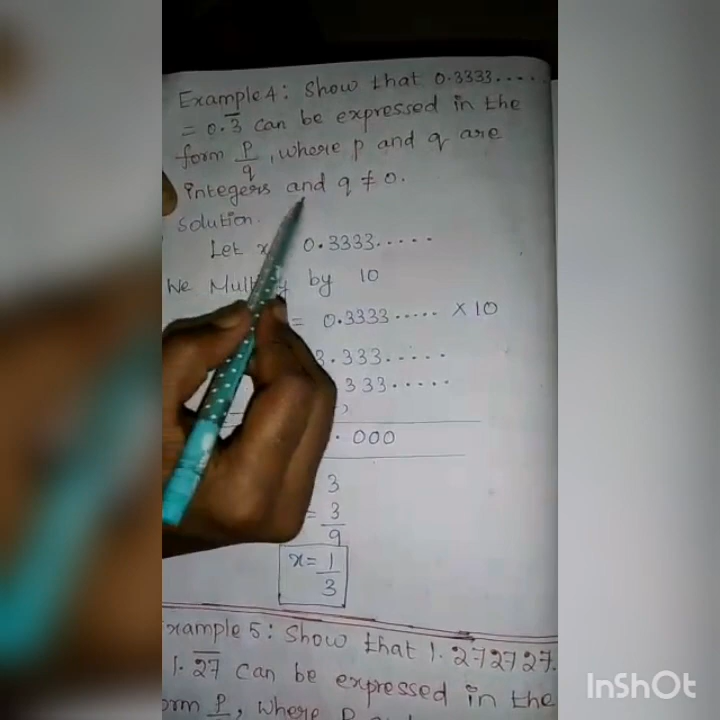 Example 4: Show that 0.3333.....
= 0.3̅ can be expressed in the
form p/q, where p and q are
integers and q ≠ 0.
Solution.
Let x 0.3333.....
We by 10
= 0.3333..... × 10
3.333.....
.333.....
.000
3
= 3/9
x = 1/3
Example 5: Show that 1.272727.
1.2̅7̅ can be expressed in the
form p/, where p
InShOt